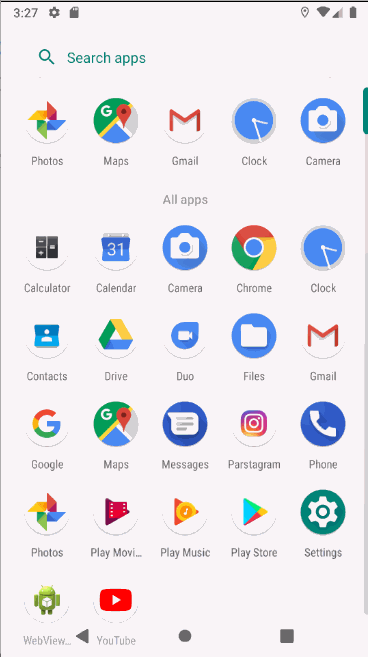 3:27
Search apps
Photos Maps Gmail Clock Camera
All apps
31
Calculator Calendar Camera Chrome Clock
Contacts Drive Duo Files Gmail
G G
Google Maps Messages Parstagram Phone
Photos Play Movi... Play Music Play Store Settings
WebView... YouTube